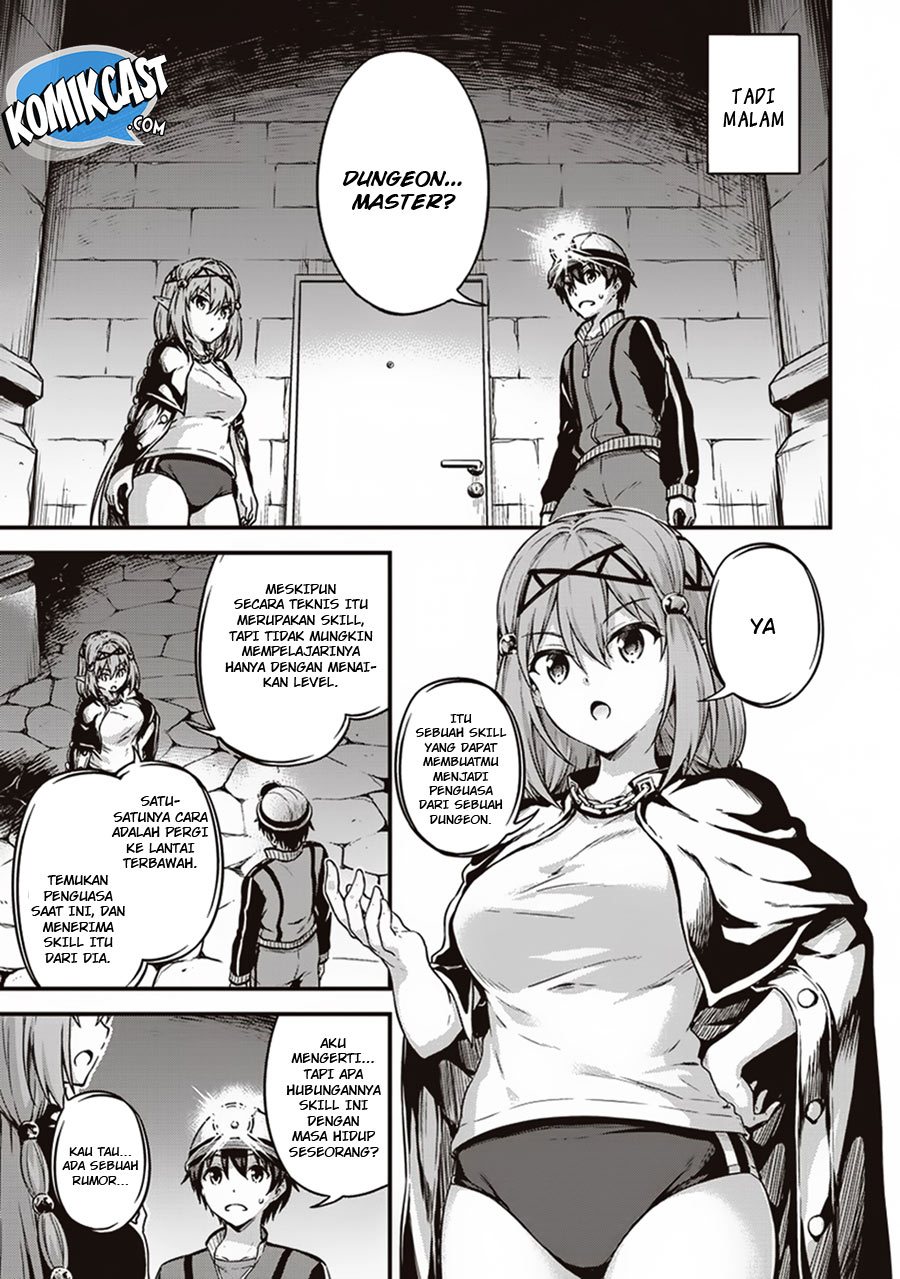 KOMIKCAST
.COM
TADI
MALAM
DUNGEON...
MASTER?
YA
ITU
SEBUAH SKILL
YANG DAPAT
MEMBUATMU
MENJADI
PENGUASA
DARI SEBUAH
DUNGEON.
MESKIPUN
SECARA TEKNIS ITU
MERUPAKAN SKILL,
TAPI TIDAK MUNGKIN
MEMPELAJARINYA
HANYA DENGAN MENAI-
KAN LEVEL.
SATU-
SATUNYA CARA
ADALAH PERGI
KE LANTAI
TERBAWAH.
TEMUKAN
PENGUASA
SAAT INI, DAN
MENERIMA
SKILL ITU
DARI DIA.
AKU
MENGERTI...
TAPI APA
HUBUNGANNYA
SKILL INI
DENGAN
MASA HIDUP
SESEORANG?
KAU TAU...
ADA SEBUAH
RUMOR...